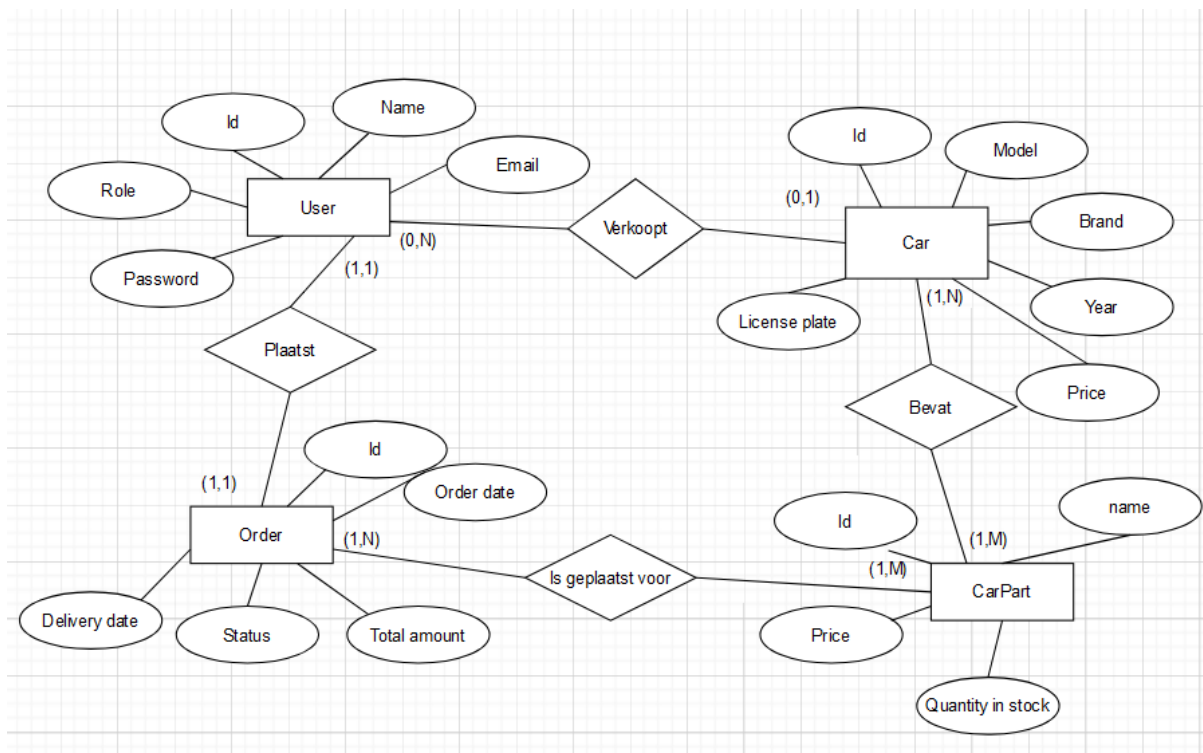 Name
Id
Id
Model
Email
Role
(0,1)
User
Brand
Verkoopt
Car
(0,N)
(1,1)
Password
(1,N)
Year
License plate
Plaatst
Price
Bevat
Id
Order date
(1,1)
name
Id
Order
(1,N)
(1,M)
(1,M)
Is geplaatst voor
CarPart
Delivery date
Status
Total amount
Price
Quantity in stock